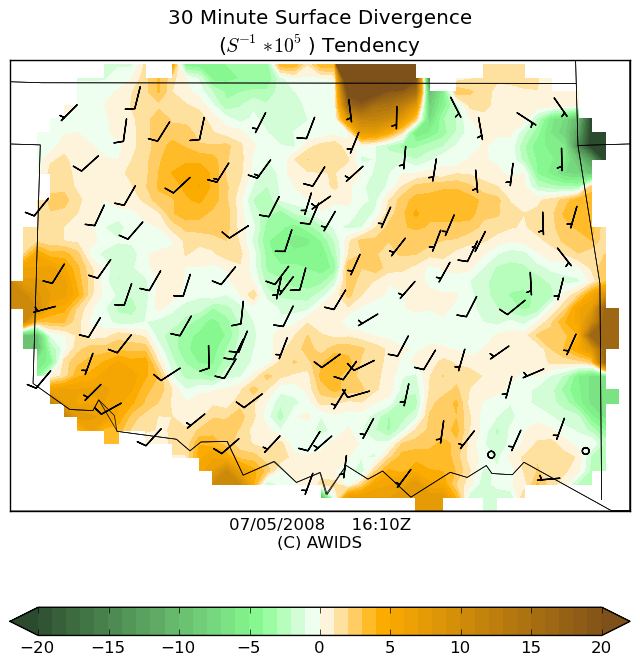 30 Minute Surface Divergence
(S⁻¹ * 10⁵ ) Tendency
07/05/2008 16:10Z
(C) AWIDS
−20 −15 −10 −5 0 5 10 15 20